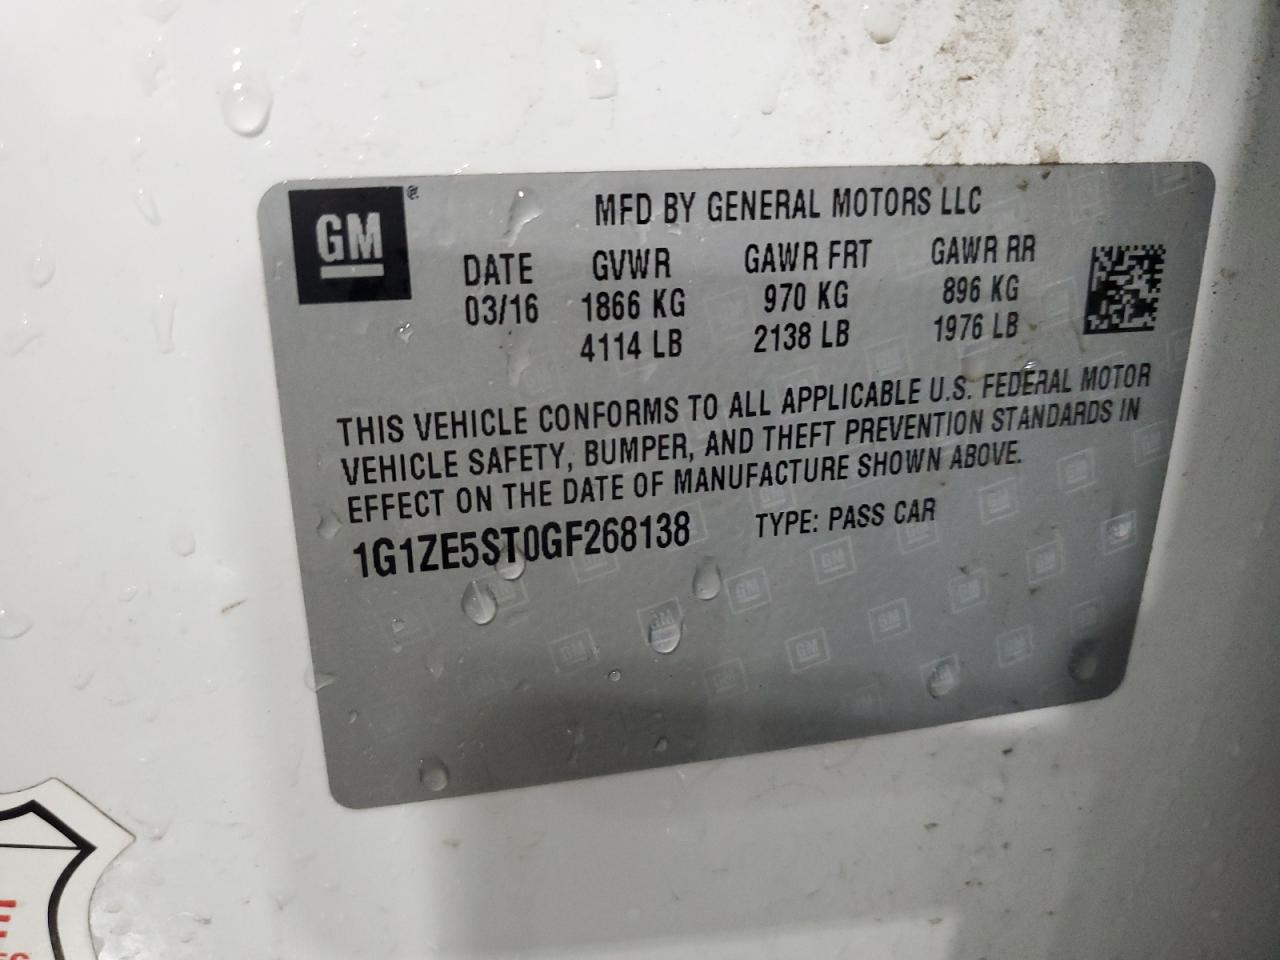 GM®
MFD BY GENERAL MOTORS LLC
DATE GVWR GAWR FRT GAWR RR
03/16 1866 KG 970 KG 896 KG
4114 LB 2138 LB 1976 LB
THIS VEHICLE CONFORMS TO ALL APPLICABLE U.S. FEDERAL MOTOR
VEHICLE SAFETY, BUMPER, AND THEFT PREVENTION STANDARDS IN
EFFECT ON THE DATE OF MANUFACTURE SHOWN ABOVE.
1G1ZE5ST0GF268138 TYPE: PASS CAR